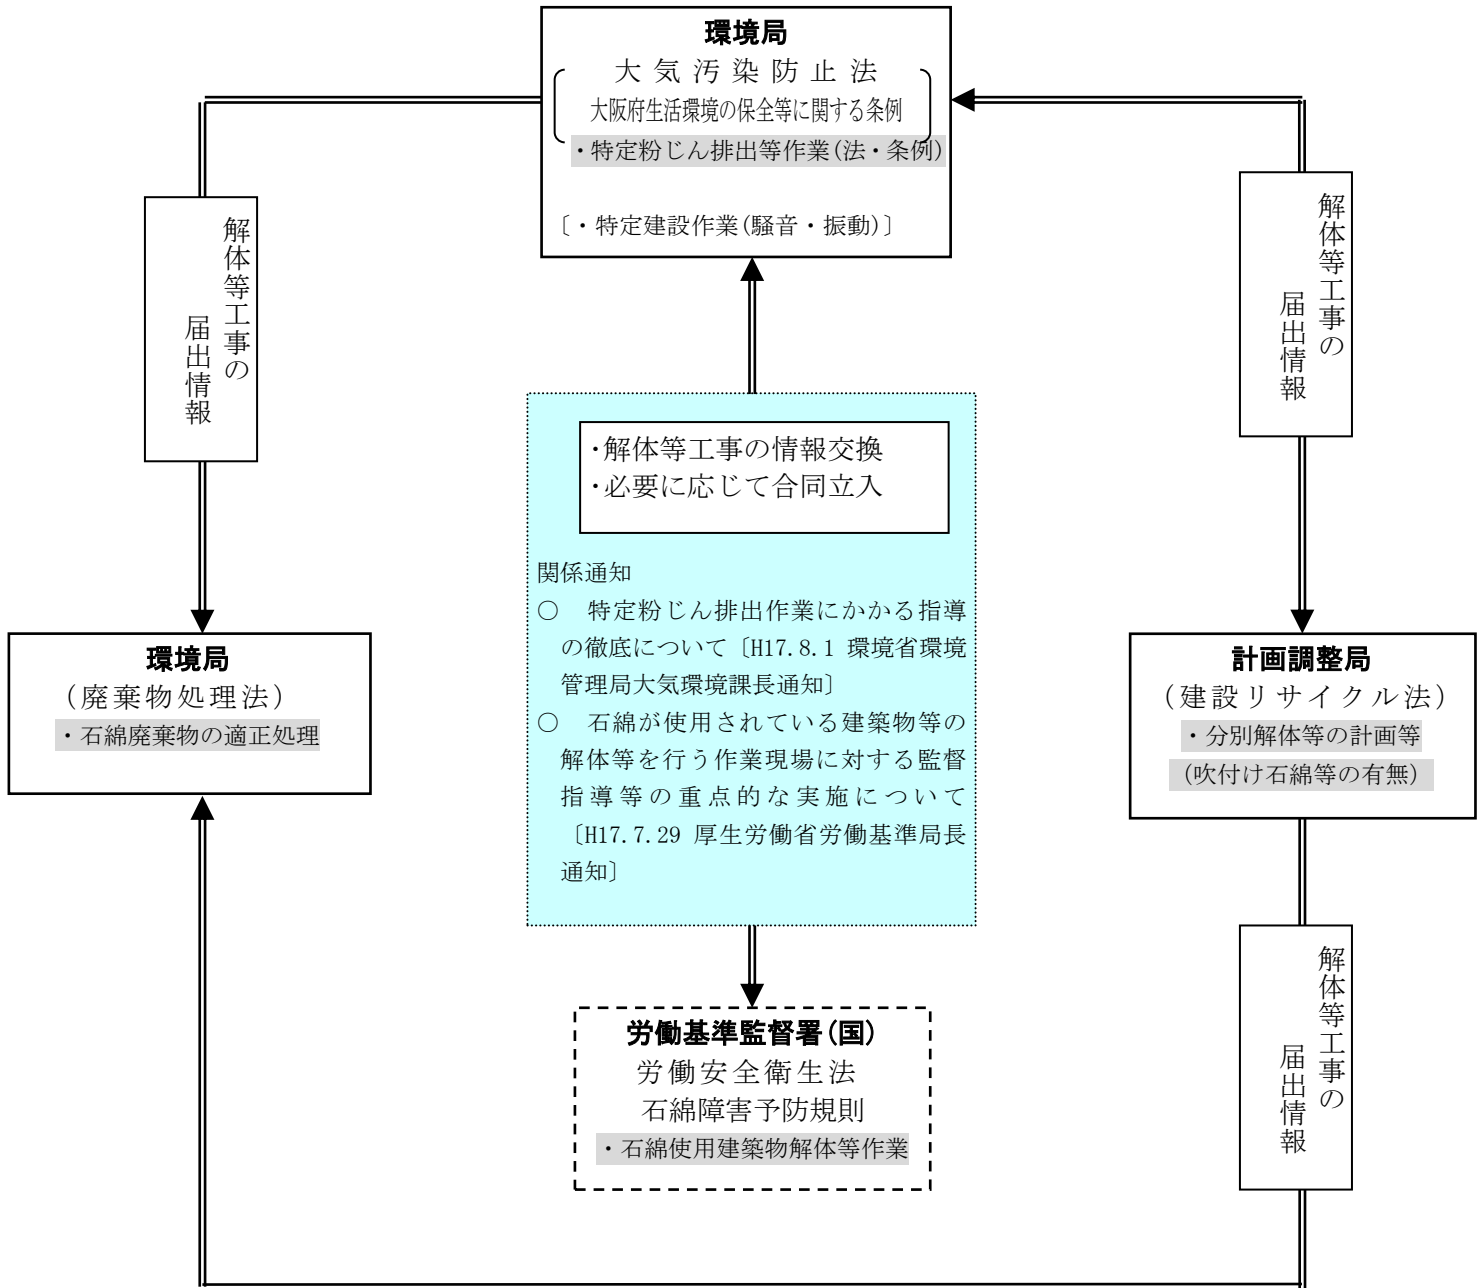 環境局
大気汚染防止法
大阪府生活環境の保全等に関する条例
・特定粉じん排出等作業(法・条例)
〔・特定建設作業(騒音・振動)〕
解体等工事の
届出情報
解体等工事の
届出情報
・解体等工事の情報交換
・必要に応じて合同立入
関係通知
○ 特定粉じん排出作業にかかる指導
の徹底について〔H17.8.1 環境省環境
管理局大気環境課長通知〕
○ 石綿が使用されている建築物等の
解体等を行う作業現場に対する監督
指導等の重点的な実施について
〔H17.7.29 厚生労働省労働基準局長
通知〕
環境局
(廃棄物処理法)
・石綿廃棄物の適正処理
計画調整局
(建設リサイクル法)
・分別解体等の計画等
(吹付け石綿等の有無)
労働基準監督署(国)
労働安全衛生法
石綿障害予防規則
・石綿使用建築物解体等作業
解体等工事の
届出情報